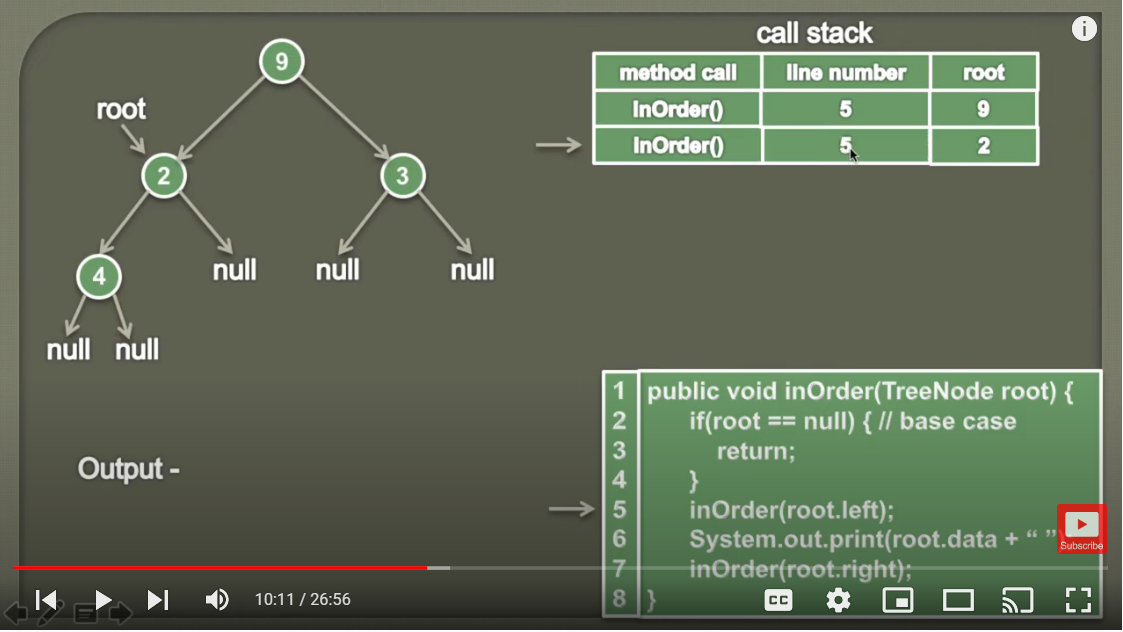 call stack
method call line number root
InOrder() 5 9
InOrder() 5 2
9
root
2 3
4 null null null
null null
Output -
1 public void inOrder(TreeNode root) {
2 if(root == null) { // base case
3 return;
4 }
5 inOrder(root.left);
6 System.out.print(root.data + “ ”)
7 inOrder(root.right);
8 }
Subscribe
10:11 / 26:56
CC
i